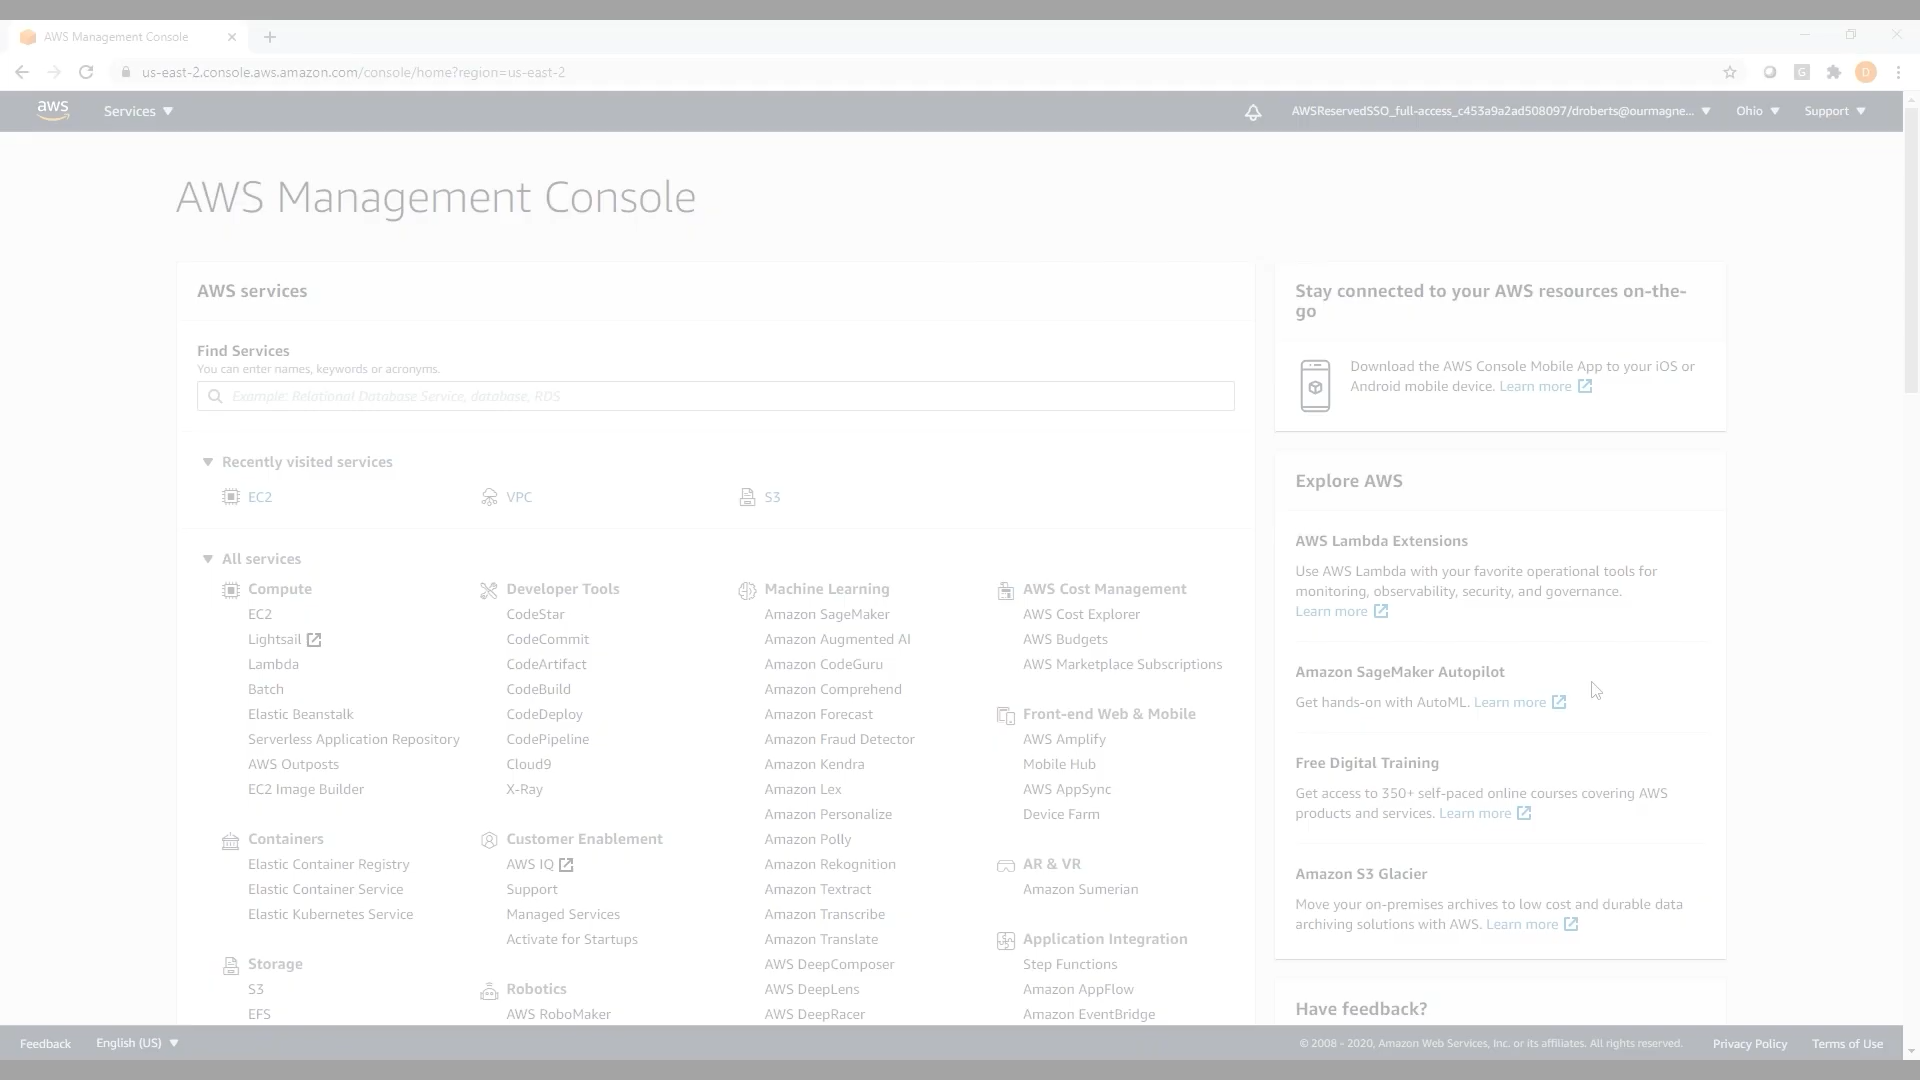 AWS Management Console
us-east-2.console.aws.amazon.com/console/home?region=us-east-2
G
D
aws
Services
AWSReservedSSO_full-access_c453a9a2ad508097/droberts@ourmagne...
Ohio
Support
AWS Management Console
AWS services
Find Services
You can enter names, keywords or acronyms.
Example: Relational Database Service, database, RDS
Recently visited services
EC2
VPC
S3
All services
Compute
EC2
Lightsail
Lambda
Batch
Elastic Beanstalk
Serverless Application Repository
AWS Outposts
EC2 Image Builder
Containers
Elastic Container Registry
Elastic Container Service
Elastic Kubernetes Service
Storage
S3
EFS
Developer Tools
CodeStar
CodeCommit
CodeArtifact
CodeBuild
CodeDeploy
CodePipeline
Cloud9
X-Ray
Customer Enablement
AWS IQ
Support
Managed Services
Activate for Startups
Robotics
AWS RoboMaker
Machine Learning
Amazon SageMaker
Amazon Augmented AI
Amazon CodeGuru
Amazon Comprehend
Amazon Forecast
Amazon Fraud Detector
Amazon Kendra
Amazon Lex
Amazon Personalize
Amazon Polly
Amazon Rekognition
Amazon Textract
Amazon Transcribe
Amazon Translate
AWS DeepComposer
AWS DeepLens
AWS DeepRacer
AWS Cost Management
AWS Cost Explorer
AWS Budgets
AWS Marketplace Subscriptions
Front-end Web & Mobile
AWS Amplify
Mobile Hub
AWS AppSync
Device Farm
AR & VR
Amazon Sumerian
Application Integration
Step Functions
Amazon AppFlow
Amazon EventBridge
Stay connected to your AWS resources on-the-
go
Download the AWS Console Mobile App to your iOS or
Android mobile device. Learn more
Explore AWS
AWS Lambda Extensions
Use AWS Lambda with your favorite operational tools for
monitoring, observability, security, and governance.
Learn more
Amazon SageMaker Autopilot
Get hands-on with AutoML. Learn more
Free Digital Training
Get access to 350+ self-paced online courses covering AWS
products and services. Learn more
Amazon S3 Glacier
Move your on-premises archives to low cost and durable data
archiving solutions with AWS. Learn more
Have feedback?
Feedback
English (US)
© 2008 - 2020, Amazon Web Services, Inc. or its affiliates. All rights reserved.
Privacy Policy
Terms of Use